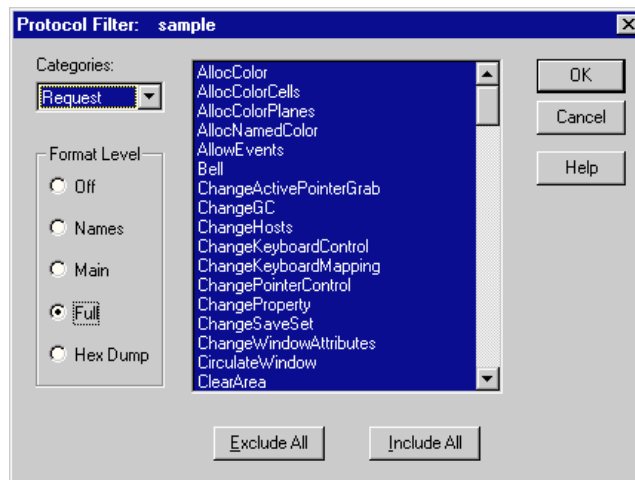 Protocol Filter: sample
Categories:
Request
Format Level
Off
Names
Main
Full
Hex Dump
AllocColor
AllocColorCells
AllocColorPlanes
AllocNamedColor
AllowEvents
Bell
ChangeActivePointerGrab
ChangeGC
ChangeHosts
ChangeKeyboardControl
ChangeKeyboardMapping
ChangePointerControl
ChangeProperty
ChangeSaveSet
ChangeWindowAttributes
CirculateWindow
ClearArea
OK
Cancel
Help
Exclude All
Include All